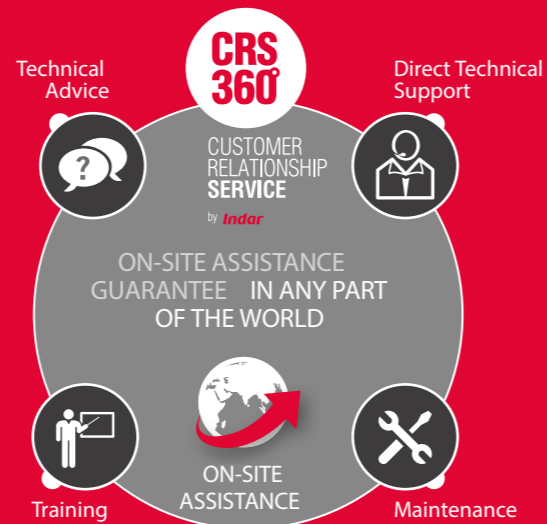 CRS
360°
Technical
Advice
Direct Technical
Support
?
CUSTOMER
RELATIONSHIP
SERVICE
by Indar
ON-SITE ASSISTANCE
GUARANTEE IN ANY PART
OF THE WORLD
ON-SITE
ASSISTANCE
Training
Maintenance